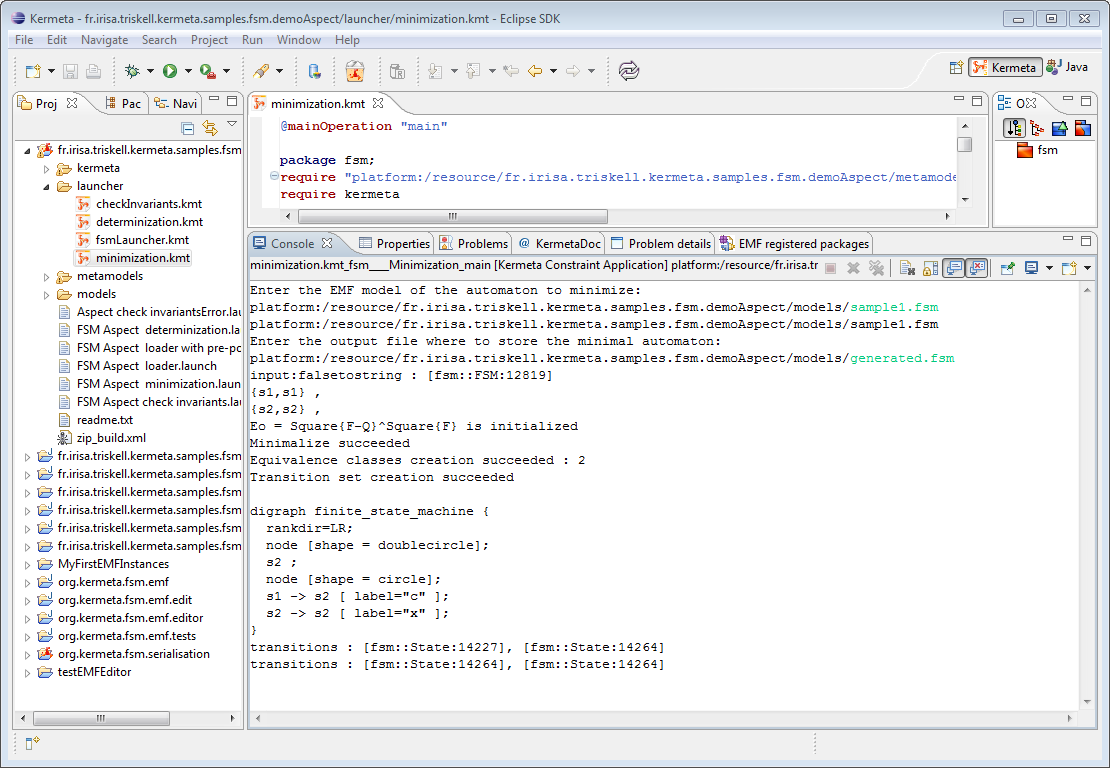 Kermeta - fr.irisa.triskell.kermeta.samples.fsm.demoAspect/launcher/minimization.kmt - Eclipse SDK
File Edit Navigate Search Project Run Window Help
Kermeta Java
Proj Pac Navi
fr.irisa.triskell.kermeta.samples.fsm
kermeta
launcher
checkInvariants.kmt
determinization.kmt
fsmLauncher.kmt
minimization.kmt
metamodels
models
Aspect check invariantsError.lau
FSM Aspect determinization.la
FSM Aspect loader with pre-pc
FSM Aspect loader.launch
FSM Aspect minimization.laun
FSM Aspect check invariants.lau
readme.txt
zip_build.xml
fr.irisa.triskell.kermeta.samples.fsm
fr.irisa.triskell.kermeta.samples.fsm
fr.irisa.triskell.kermeta.samples.fsm
fr.irisa.triskell.kermeta.samples.fsm
fr.irisa.triskell.kermeta.samples.fsm
fr.irisa.triskell.kermeta.samples.fsm
MyFirstEMFInstances
org.kermeta.fsm.emf
org.kermeta.fsm.emf.edit
org.kermeta.fsm.emf.editor
org.kermeta.fsm.emf.tests
org.kermeta.fsm.serialisation
testEMFEditor
minimization.kmt
@mainOperation "main"
package fsm;
require "platform:/resource/fr.irisa.triskell.kermeta.samples.fsm.demoAspect/metamode
require kermeta
O
fsm
Console Properties Problems @ KermetaDoc Problem details EMF registered packages
minimization.kmt_fsm___Minimization_main [Kermeta Constraint Application] platform:/resource/fr.irisa.tr
Enter the EMF model of the automaton to minimize:
platform:/resource/fr.irisa.triskell.kermeta.samples.fsm.demoAspect/models/sample1.fsm
platform:/resource/fr.irisa.triskell.kermeta.samples.fsm.demoAspect/models/sample1.fsm
Enter the output file where to store the minimal automaton:
platform:/resource/fr.irisa.triskell.kermeta.samples.fsm.demoAspect/models/generated.fsm
input:falsetostring : [fsm::FSM:12819]
{s1,s1} ,
{s2,s2} ,
Eo = Square{F-Q}^Square{F} is initialized
Minimalize succeeded
Equivalence classes creation succeeded : 2
Transition set creation succeeded
digraph finite_state_machine {
rankdir=LR;
node [shape = doublecircle];
s2 ;
node [shape = circle];
s1 -> s2 [ label="c" ];
s2 -> s2 [ label="x" ];
}
transitions : [fsm::State:14227], [fsm::State:14264]
transitions : [fsm::State:14264], [fsm::State:14264]